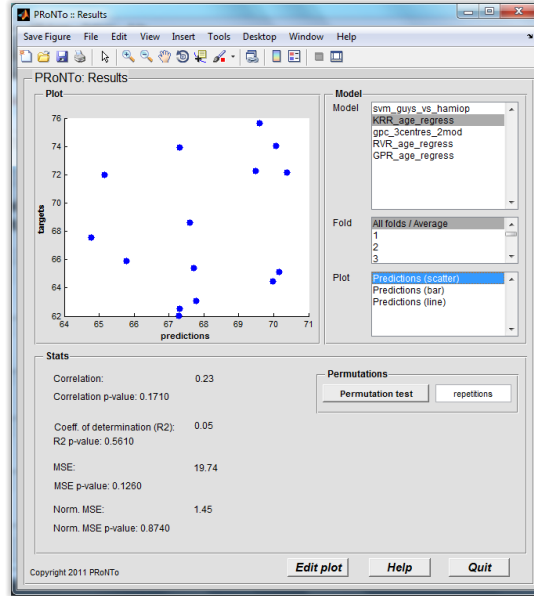 PRoNTo :: Results
Save Figure File Edit View Insert Tools Desktop Window Help
PRoNTo: Results
Plot
76
74
72
70
68
66
64
62
targets
64 65 66 67 68 69 70 71
predictions
Model
Model
svm_guys_vs_hamiop
KRR_age_regress
gpc_3centres_2mod
RVR_age_regress
GPR_age_regress
Fold
All folds / Average
1
2
3
Plot
Predictions (scatter)
Predictions (bar)
Predictions (line)
Stats
Correlation: 0.23
Correlation p-value: 0.1710
Coeff. of determination (R2): 0.05
R2 p-value: 0.5610
MSE: 19.74
MSE p-value: 0.1260
Norm. MSE: 1.45
Norm. MSE p-value: 0.8740
Permutations
Permutation test repetitions
Edit plot Help Quit
Copyright 2011 PRoNTo